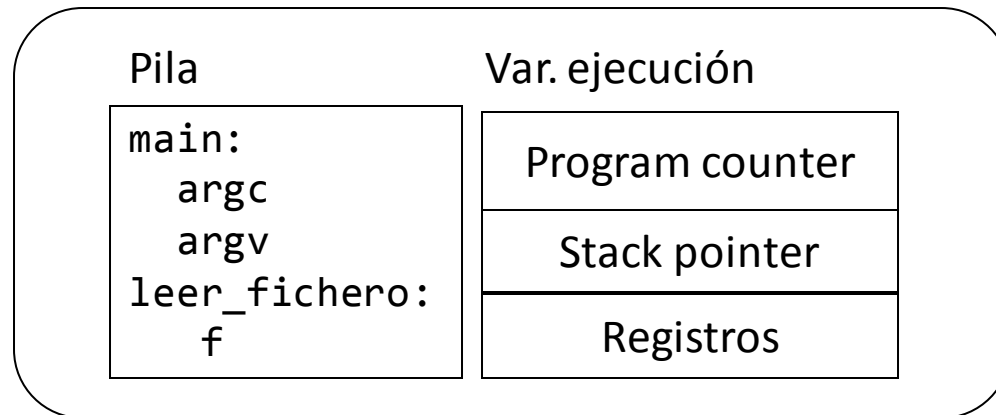 Pila
main:
argc
argv
leer_fichero:
f
Var. ejecución
Program counter
Stack pointer
Registros